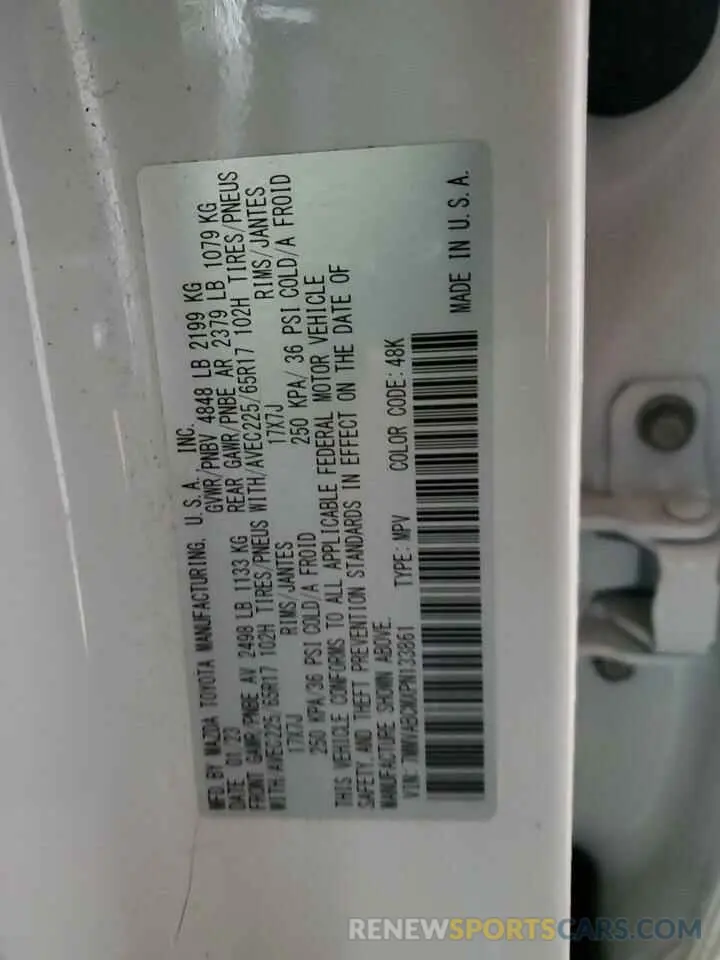 MFD. BY MAZDA TOYOTA MANUFACTURING, U.S.A., INC.
DATE 01/23 GVWR/PNBV 4848 LB 2199 KG
FRONT GAWR/PNBE AV 2498 LB 1133 KG REAR GAWR/PNBE AR 2379 LB 1079 KG
WITH/AVEC225/65R17 102H TIRES/PNEUS WITH/AVEC225/65R17 102H TIRES/PNEUS
17X7J RIMS/JANTES 17X7J RIMS/JANTES
250 KPA/36 PSI COLD/A FROID 250 KPA/ 36 PSI COLD/A FROID
THIS VEHICLE CONFORMS TO ALL APPLICABLE FEDERAL MOTOR VEHICLE
SAFETY, AND THEFT PREVENTION STANDARDS IN EFFECT ON THE DATE OF
MANUFACTURE SHOWN ABOVE.
VIN: TYPE: MPV COLOR CODE: 48K
MADE IN U.S.A.
RENEWSPORTSCARS.COM